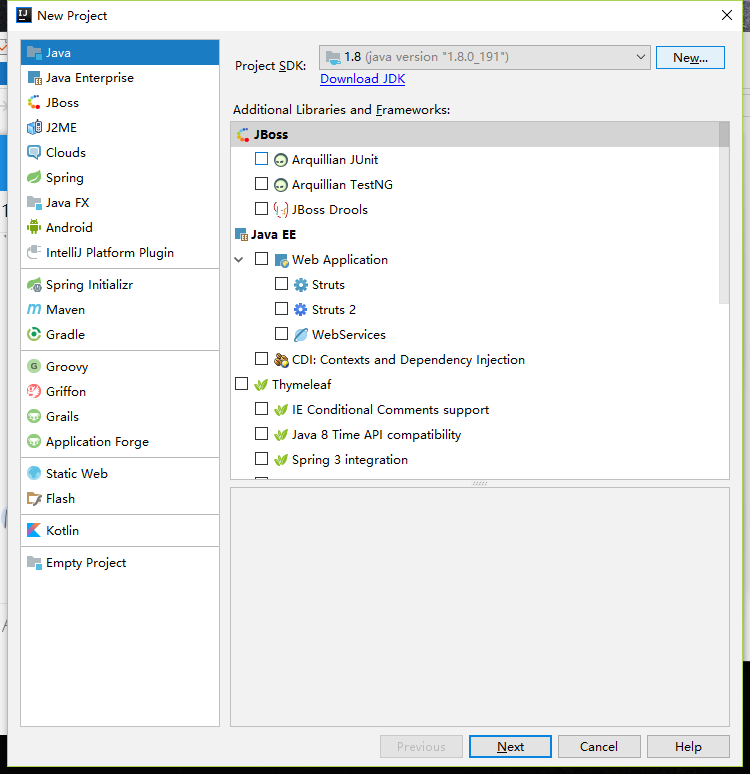 New Project
Java
Java Enterprise
JBoss
J2ME
Clouds
Spring
Java FX
Android
IntelliJ Platform Plugin
Spring Initializr
Maven
Gradle
Groovy
Griffon
Grails
Application Forge
Static Web
Flash
Kotlin
Empty Project
Project SDK: 1.8 (java version "1.8.0_191") New...
Download JDK
Additional Libraries and Frameworks:
JBoss
Arquillian JUnit
Arquillian TestNG
JBoss Drools
Java EE
Web Application
Struts
Struts 2
WebServices
CDI: Contexts and Dependency Injection
Thymeleaf
IE Conditional Comments support
Java 8 Time API compatibility
Spring 3 integration
Previous Next Cancel Help